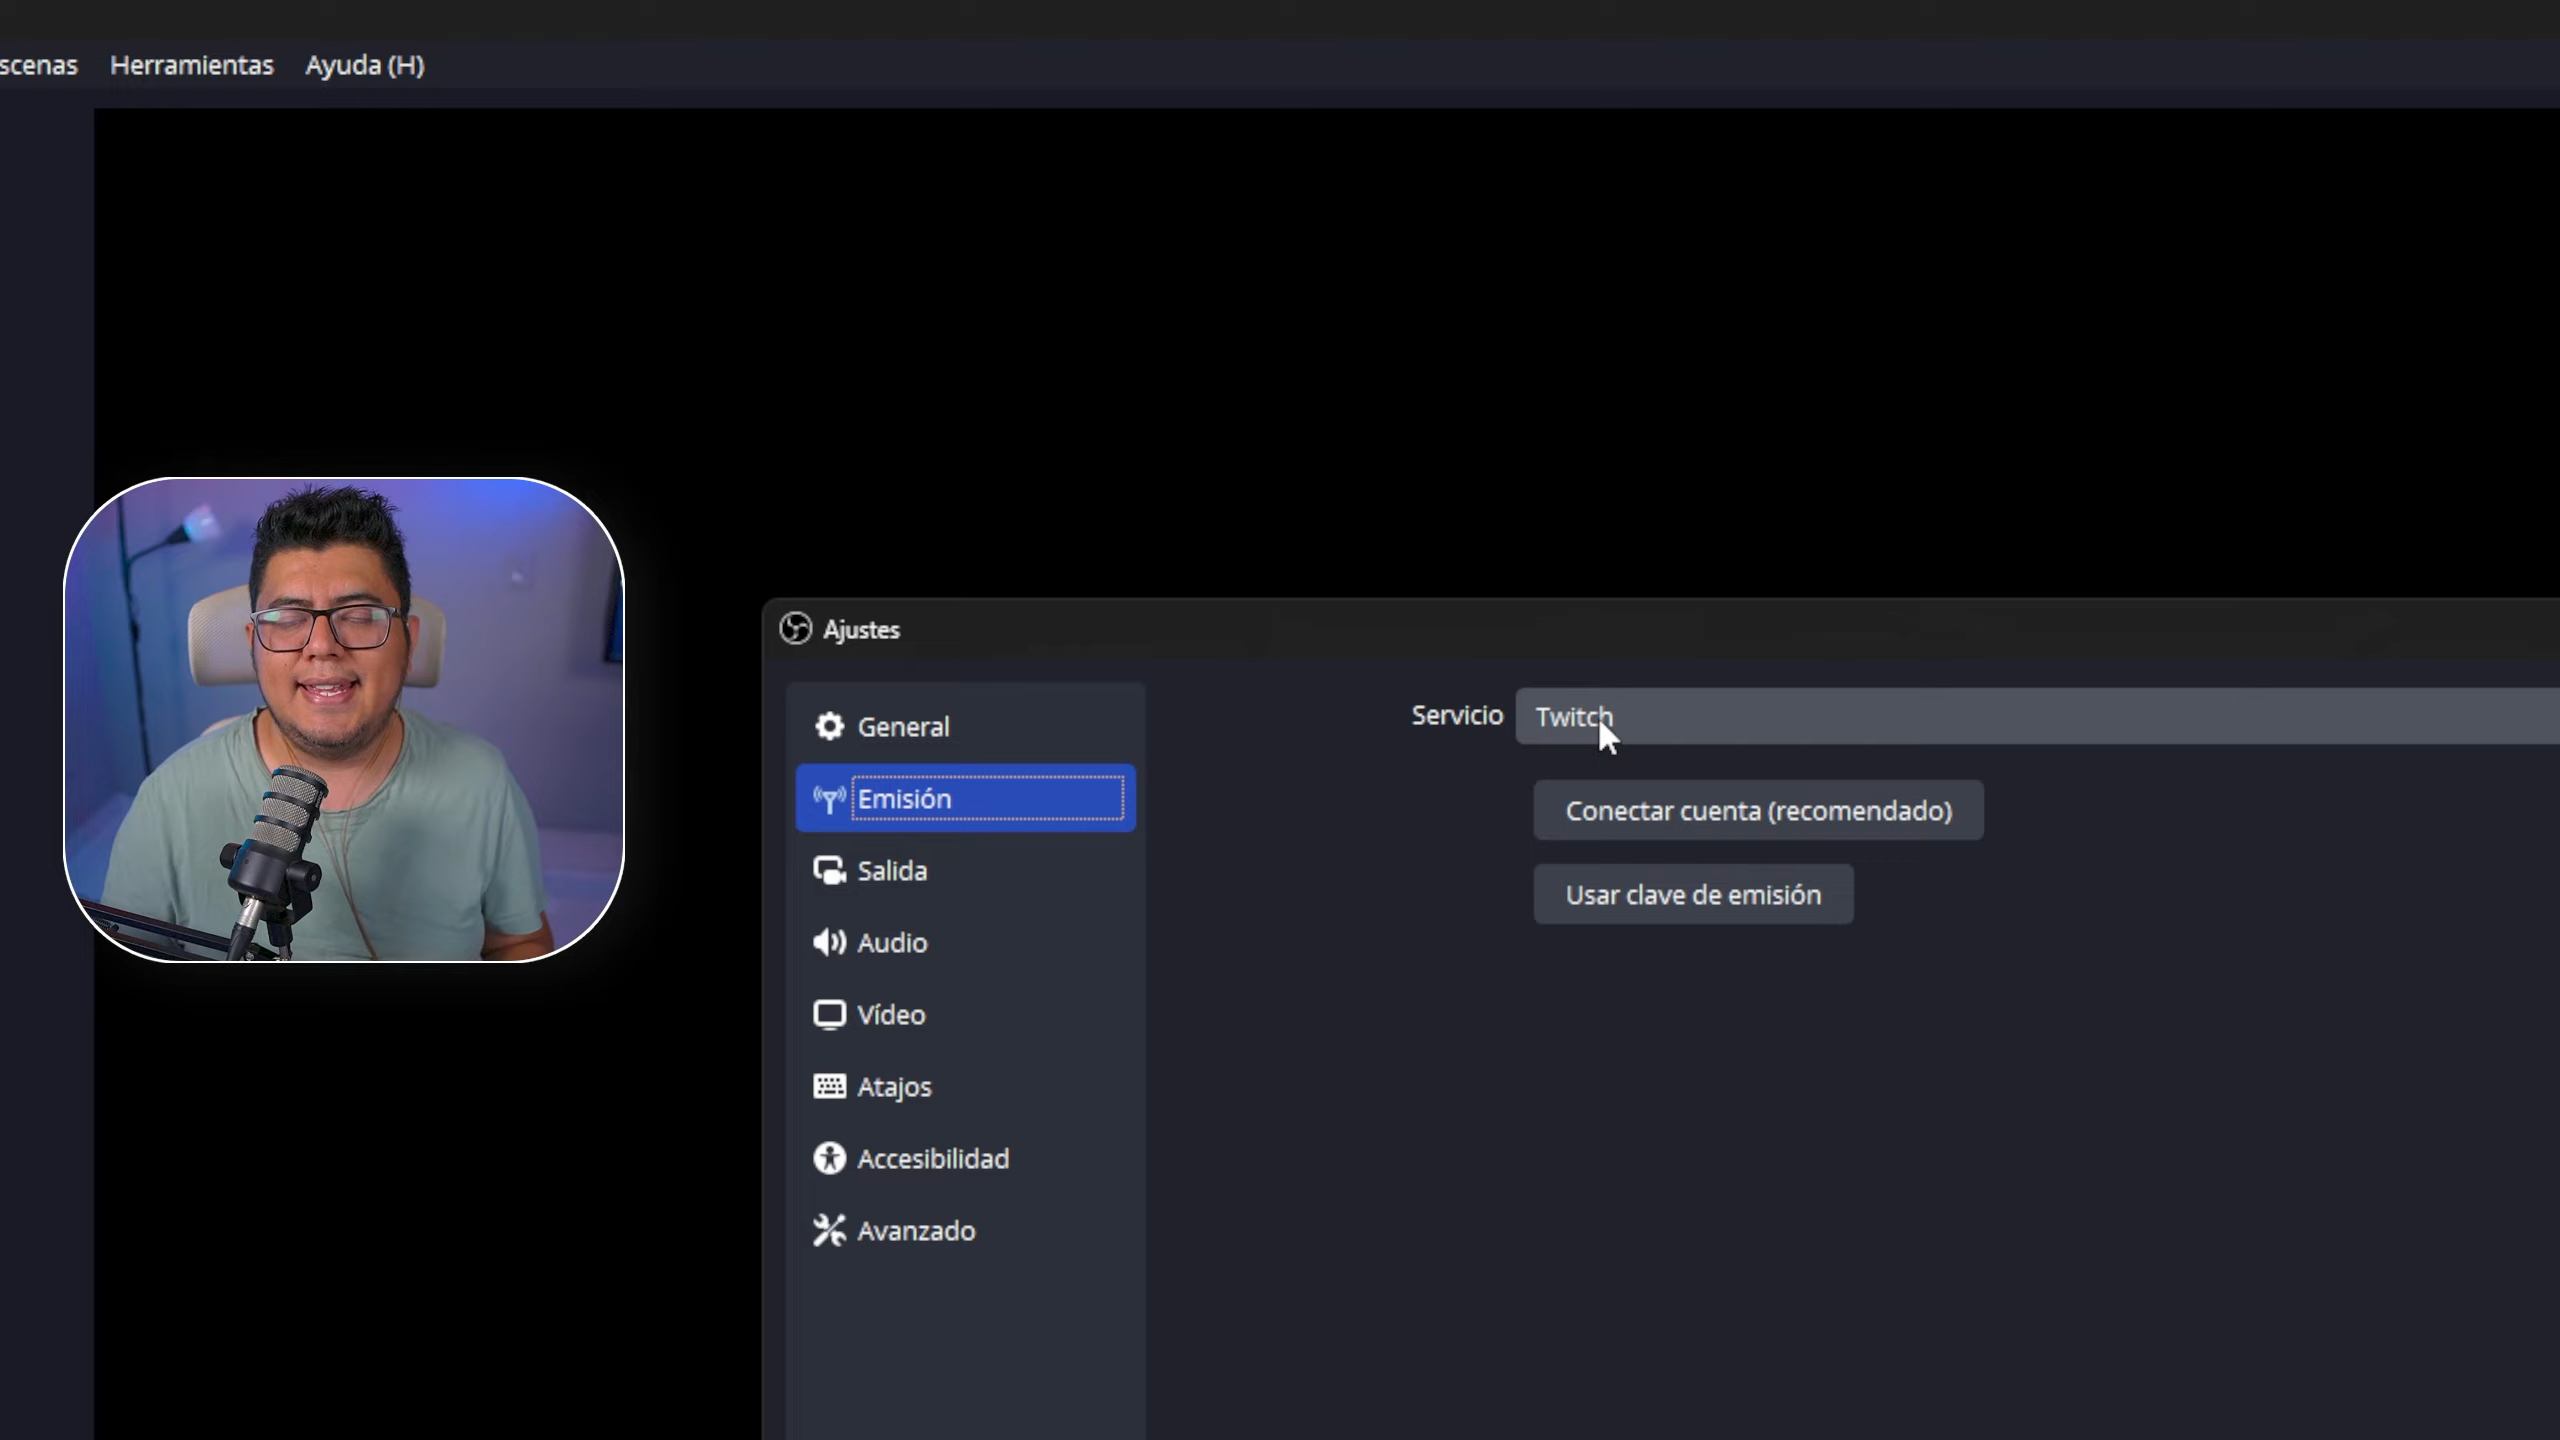 scenas Herramientas Ayuda (H)
Ajustes
General
Servicio Twitch
Emisión
Conectar cuenta (recomendado)
Salida
Usar clave de emisión
Audio
Vídeo
Atajos
Accesibilidad
Avanzado